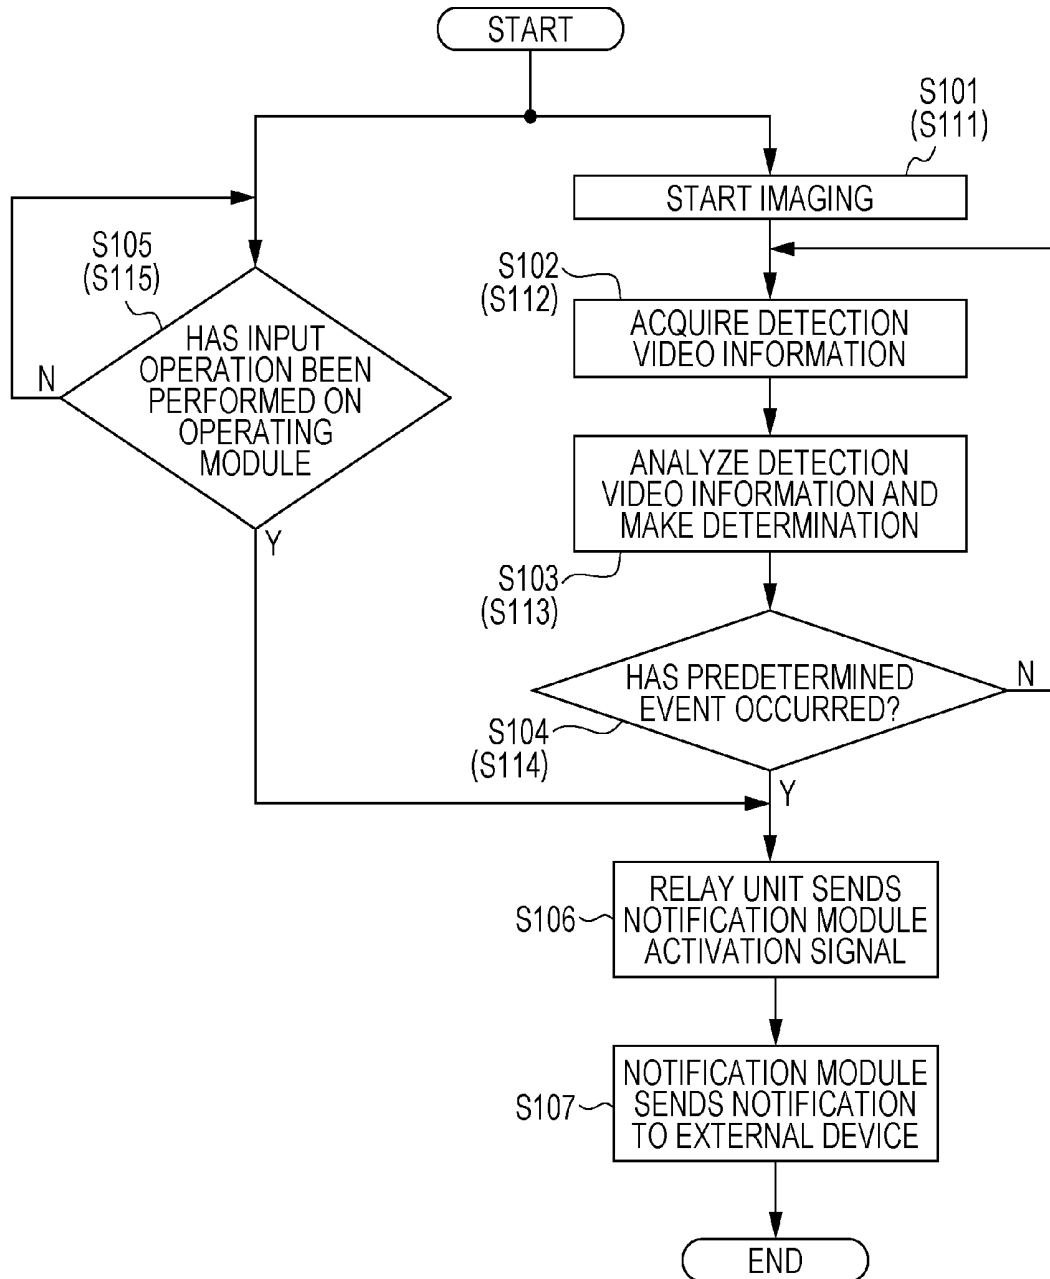 START
S101
(S111)
START IMAGING
S105
(S115)
HAS INPUT
OPERATION BEEN
PERFORMED ON
OPERATING
MODULE
N
Y
S102
(S112)
ACQUIRE DETECTION
VIDEO INFORMATION
ANALYZE DETECTION
VIDEO INFORMATION AND
MAKE DETERMINATION
S103
(S113)
HAS PREDETERMINED
EVENT OCCURRED?
N
S104
(S114)
Y
RELAY UNIT SENDS
NOTIFICATION MODULE
ACTIVATION SIGNAL
S106
NOTIFICATION MODULE
SENDS NOTIFICATION
TO EXTERNAL DEVICE
S107
END